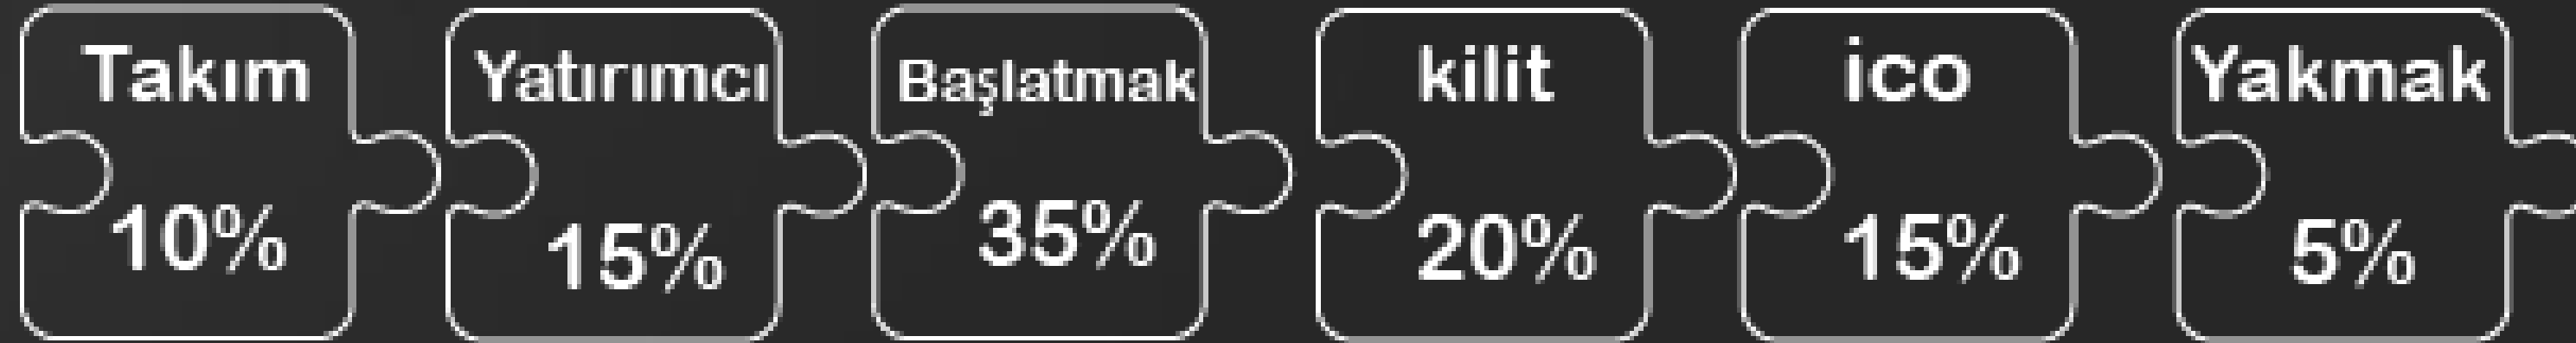 Takım
10%
Yatırımcı
15%
Başlatmak
35%
kilit
20%
ico
15%
Yakmak
5%